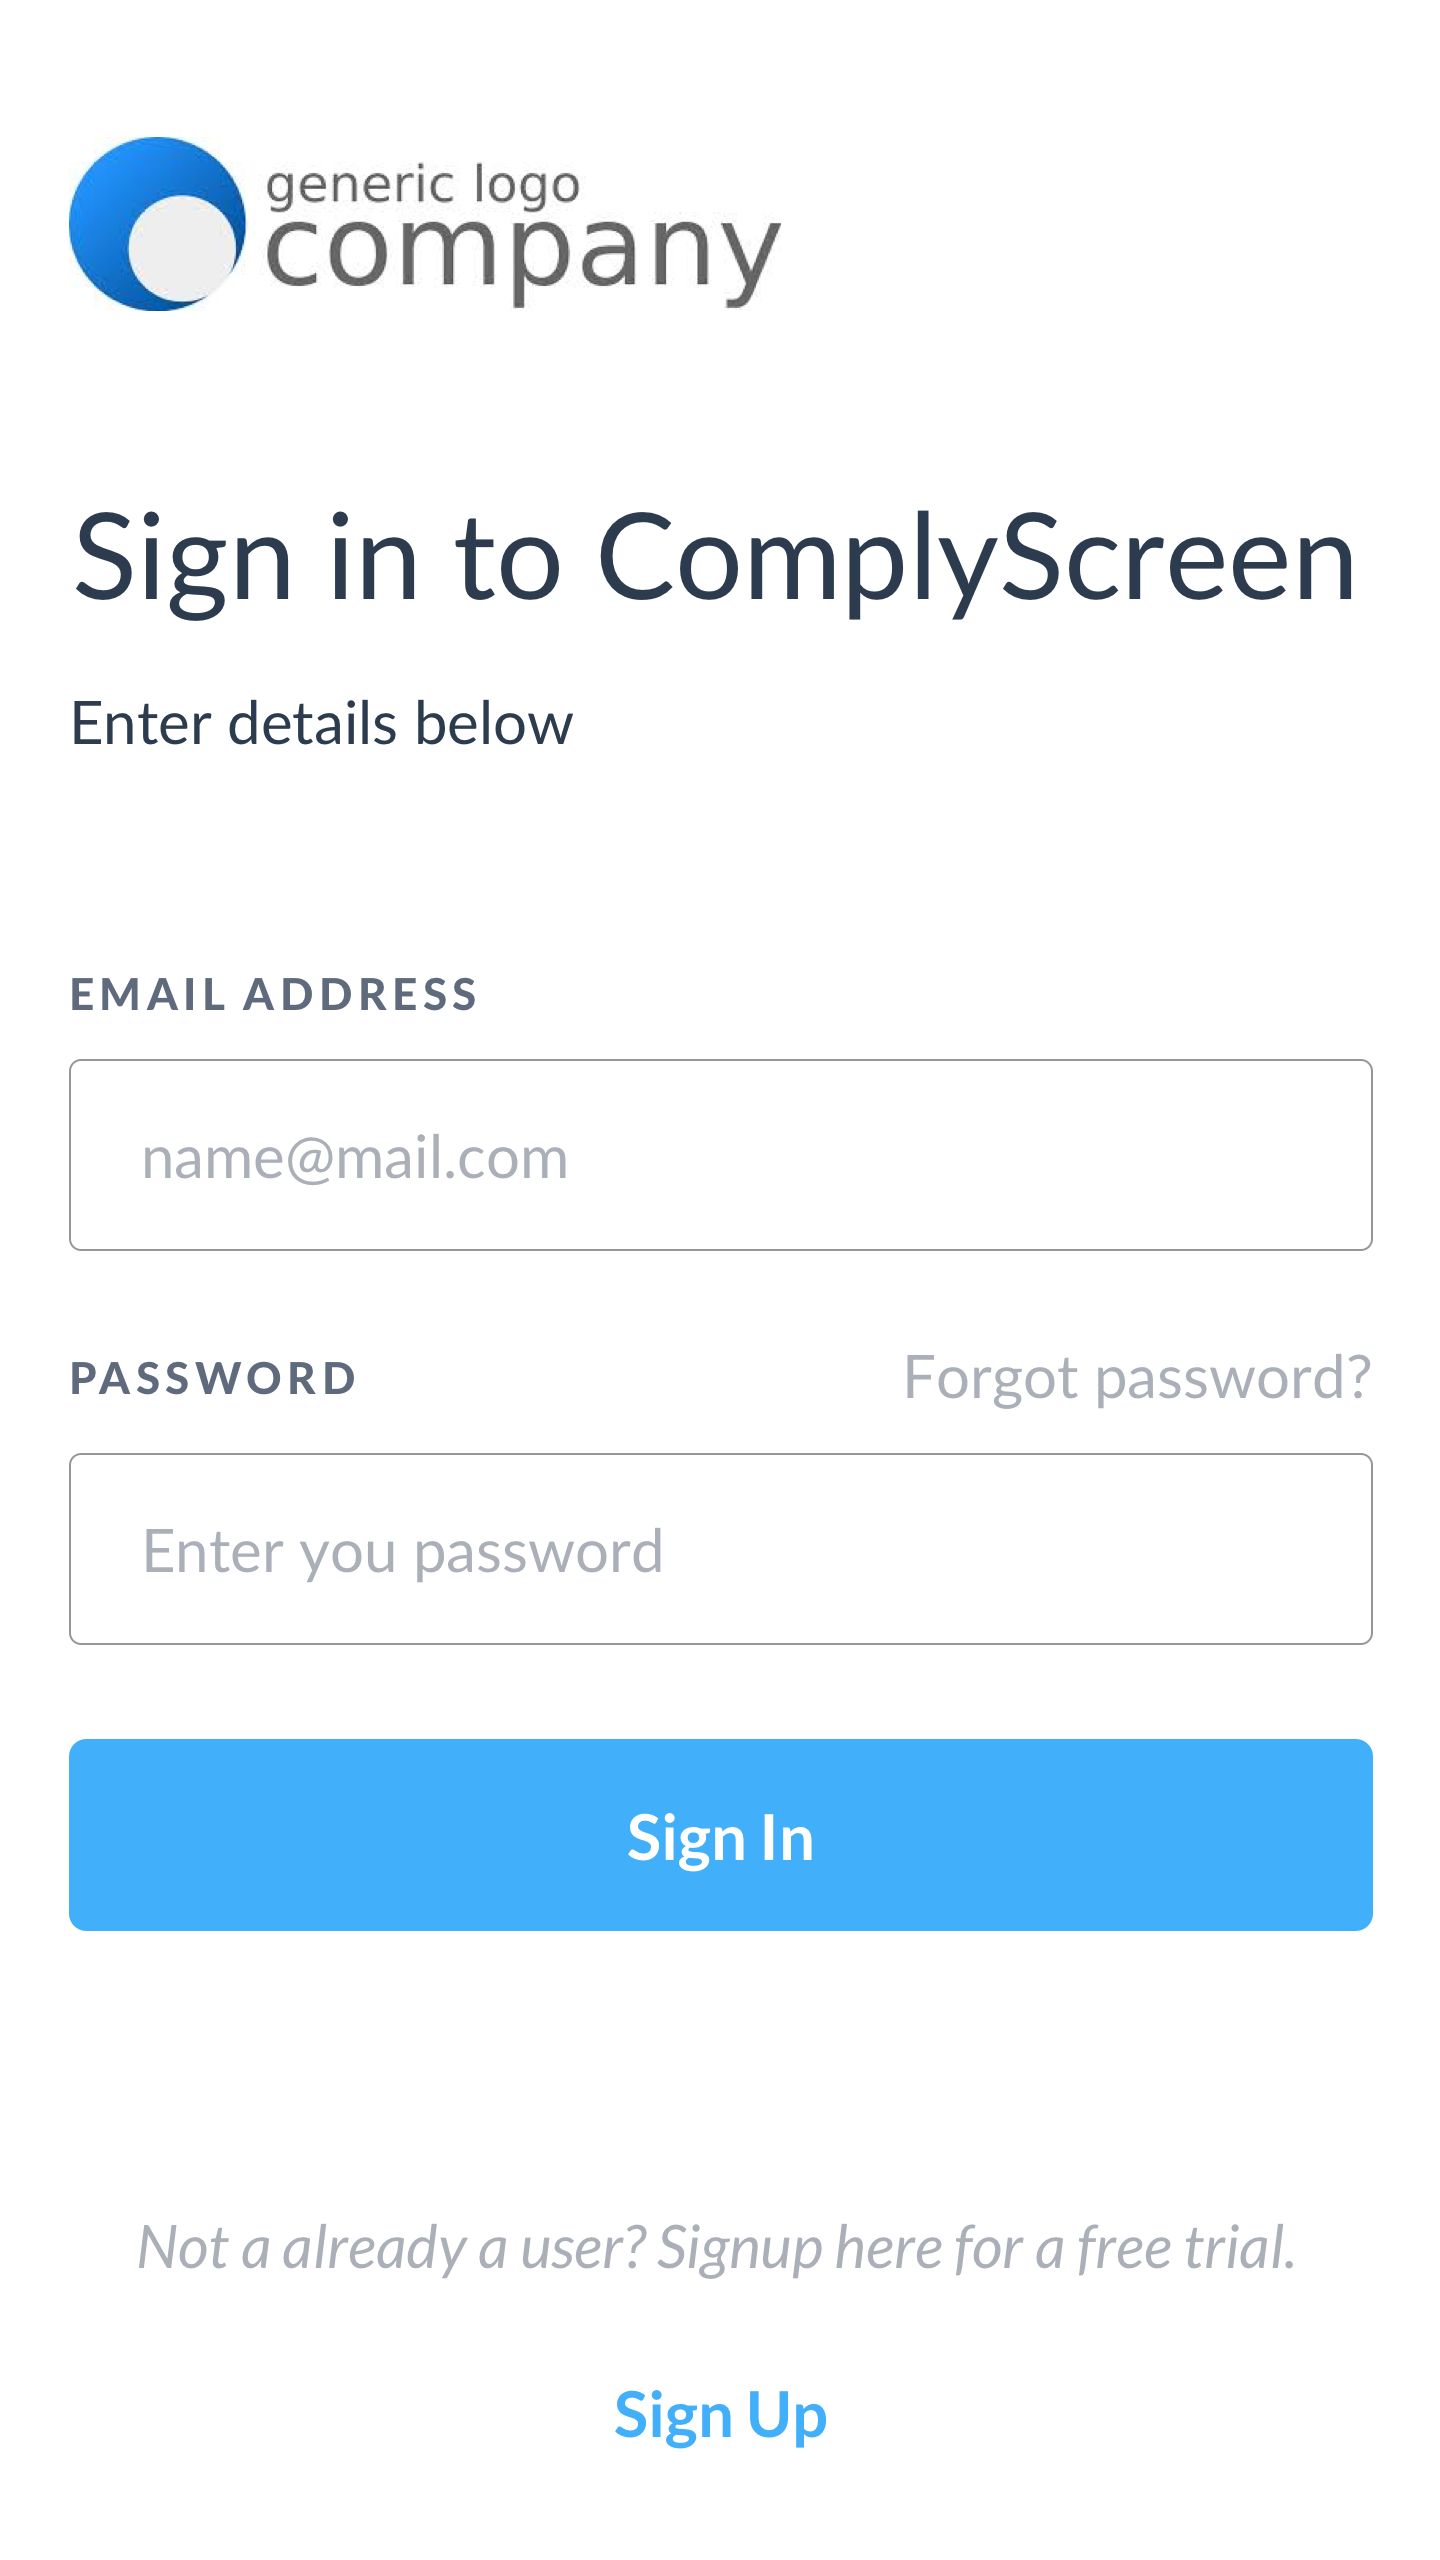 generic logo
company
Sign in to ComplyScreen
Enter details below
EMAIL ADDRESS
name@mail.com
PASSWORD
Forgot password?
Enter you password
Sign In
Not a already a user? Signup here for a free trial.
Sign Up